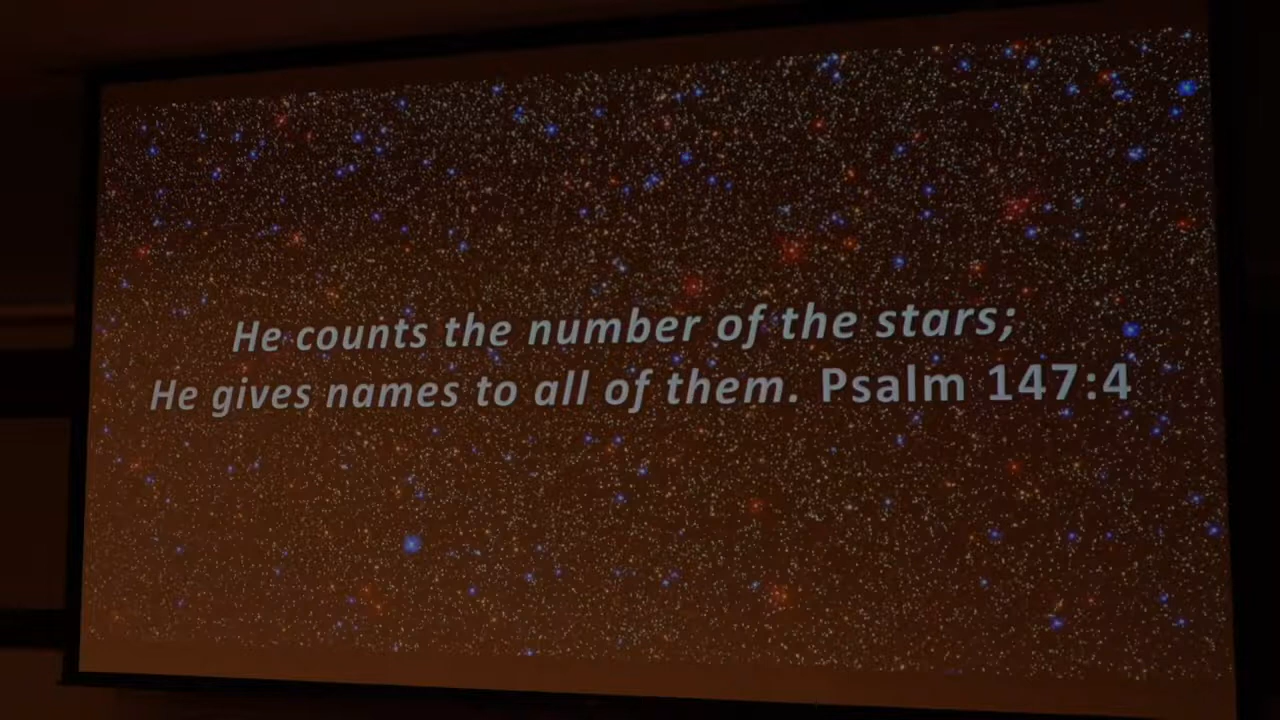 He counts the number of the stars;
He gives names to all of them. Psalm 147:4